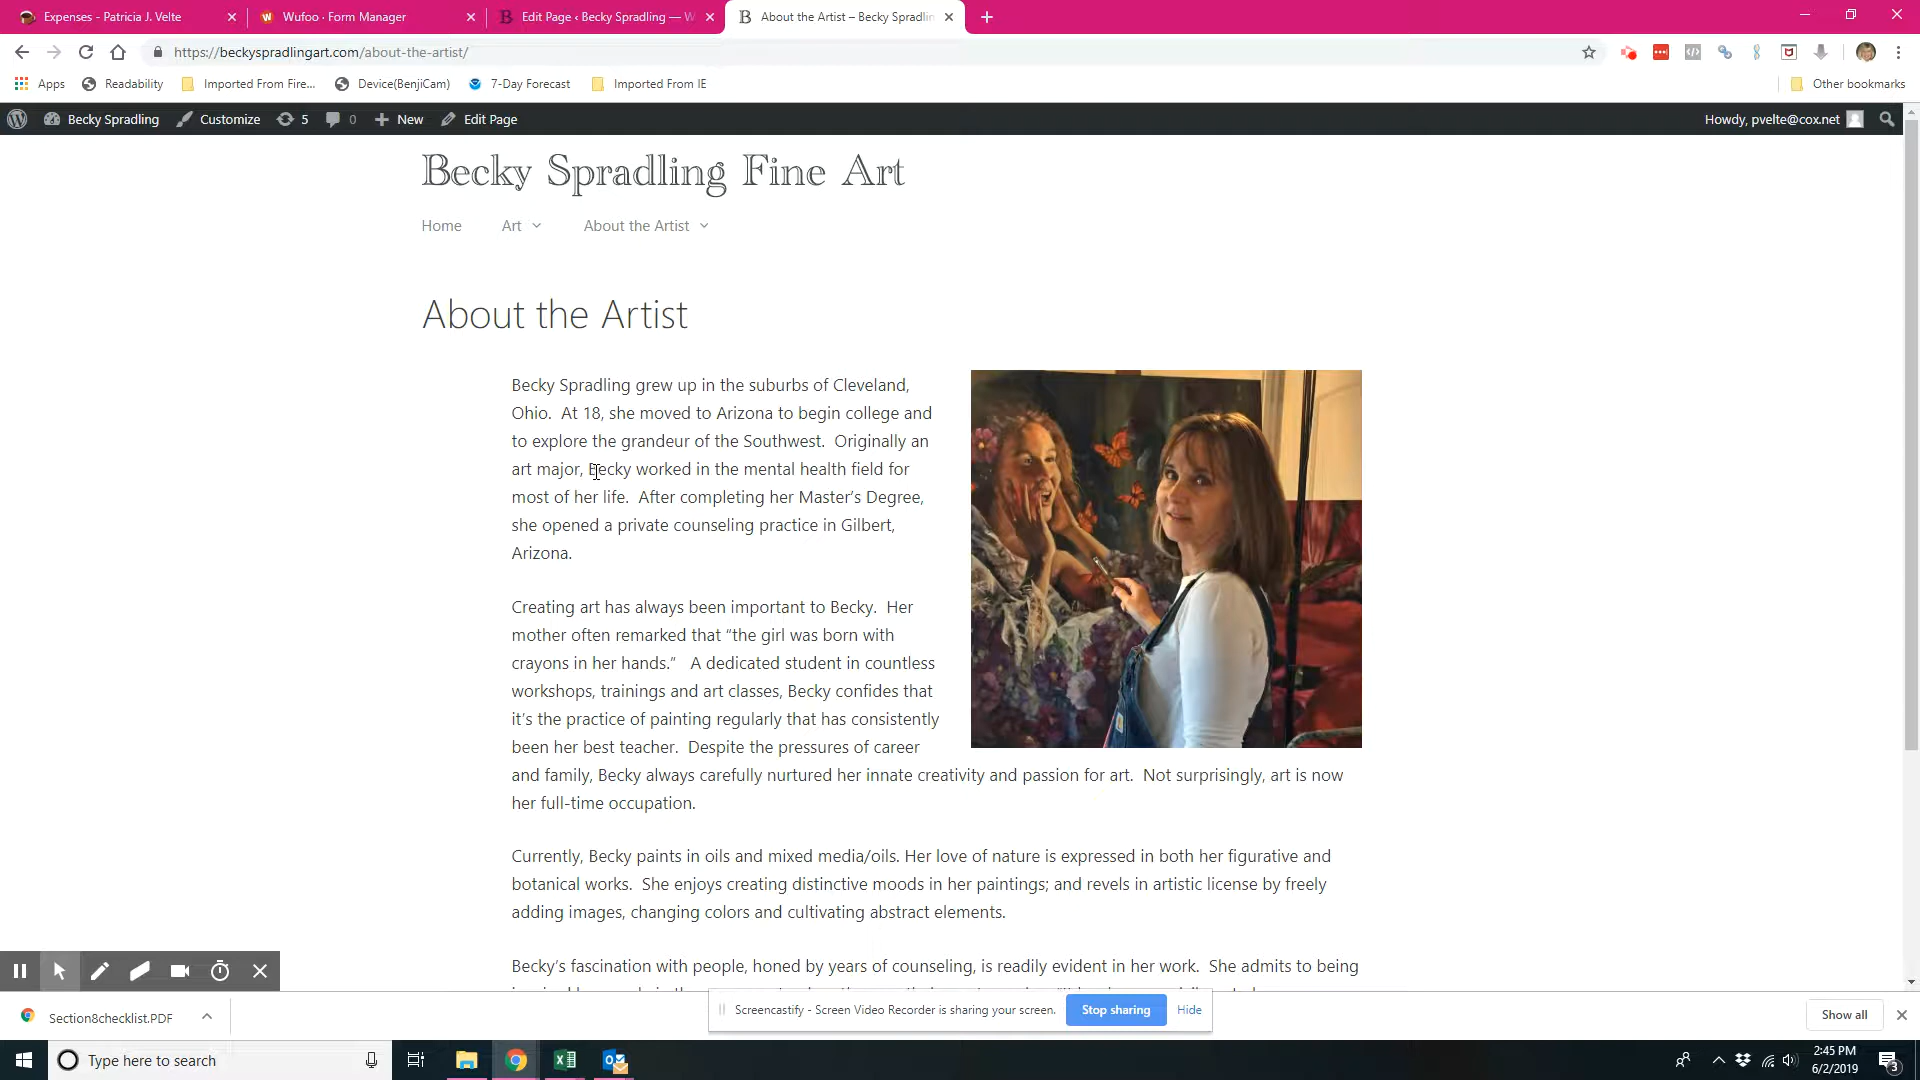 Expenses - Patricia J. Velte
Wufoo · Form Manager
Edit Page ‹ Becky Spradling — W
About the Artist – Becky Spradlin
https://beckyspradlingart.com/about-the-artist/
Apps
Readability
Imported From Fire...
Device(BenjiCam)
7-Day Forecast
Imported From IE
Other bookmarks
Becky Spradling
Customize
5
0
New
Edit Page
Howdy, pvelte@cox.net
Becky Spradling Fine Art
Home
Art
About the Artist
About the Artist
Becky Spradling grew up in the suburbs of Cleveland,
Ohio.  At 18, she moved to Arizona to begin college and
to explore the grandeur of the Southwest.  Originally an
art major, Becky worked in the mental health field for
most of her life.  After completing her Master’s Degree,
she opened a private counseling practice in Gilbert,
Arizona.
Creating art has always been important to Becky.  Her
mother often remarked that “the girl was born with
crayons in her hands.”   A dedicated student in countless
workshops, trainings and art classes, Becky confides that
it’s the practice of painting regularly that has consistently
been her best teacher.  Despite the pressures of career
and family, Becky always carefully nurtured her innate creativity and passion for art.  Not surprisingly, art is now
her full-time occupation.
Currently, Becky paints in oils and mixed media/oils. Her love of nature is expressed in both her figurative and
botanical works.  She enjoys creating distinctive moods in her paintings; and revels in artistic license by freely
adding images, changing colors and cultivating abstract elements.
Becky’s fascination with people, honed by years of counseling, is readily evident in her work.  She admits to being
Screencastify - Screen Video Recorder is sharing your screen.
Stop sharing
Hide
Section8checklist.PDF
Show all
Type here to search
2:45 PM
6/2/2019
3